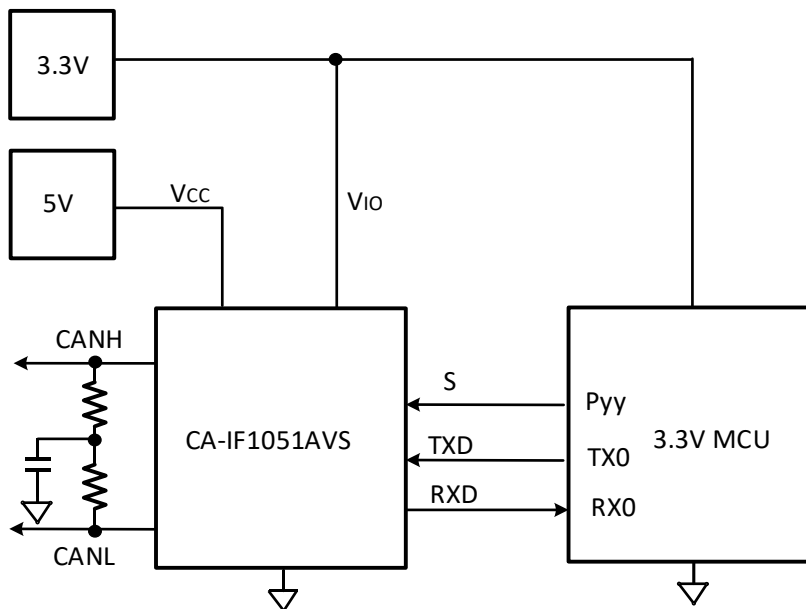 3.3V
5V
VCC
VIO
CANH
S
Pyy
CA-IF1051AVS
TXD
TX0
3.3V MCU
RXD
RX0
CANL